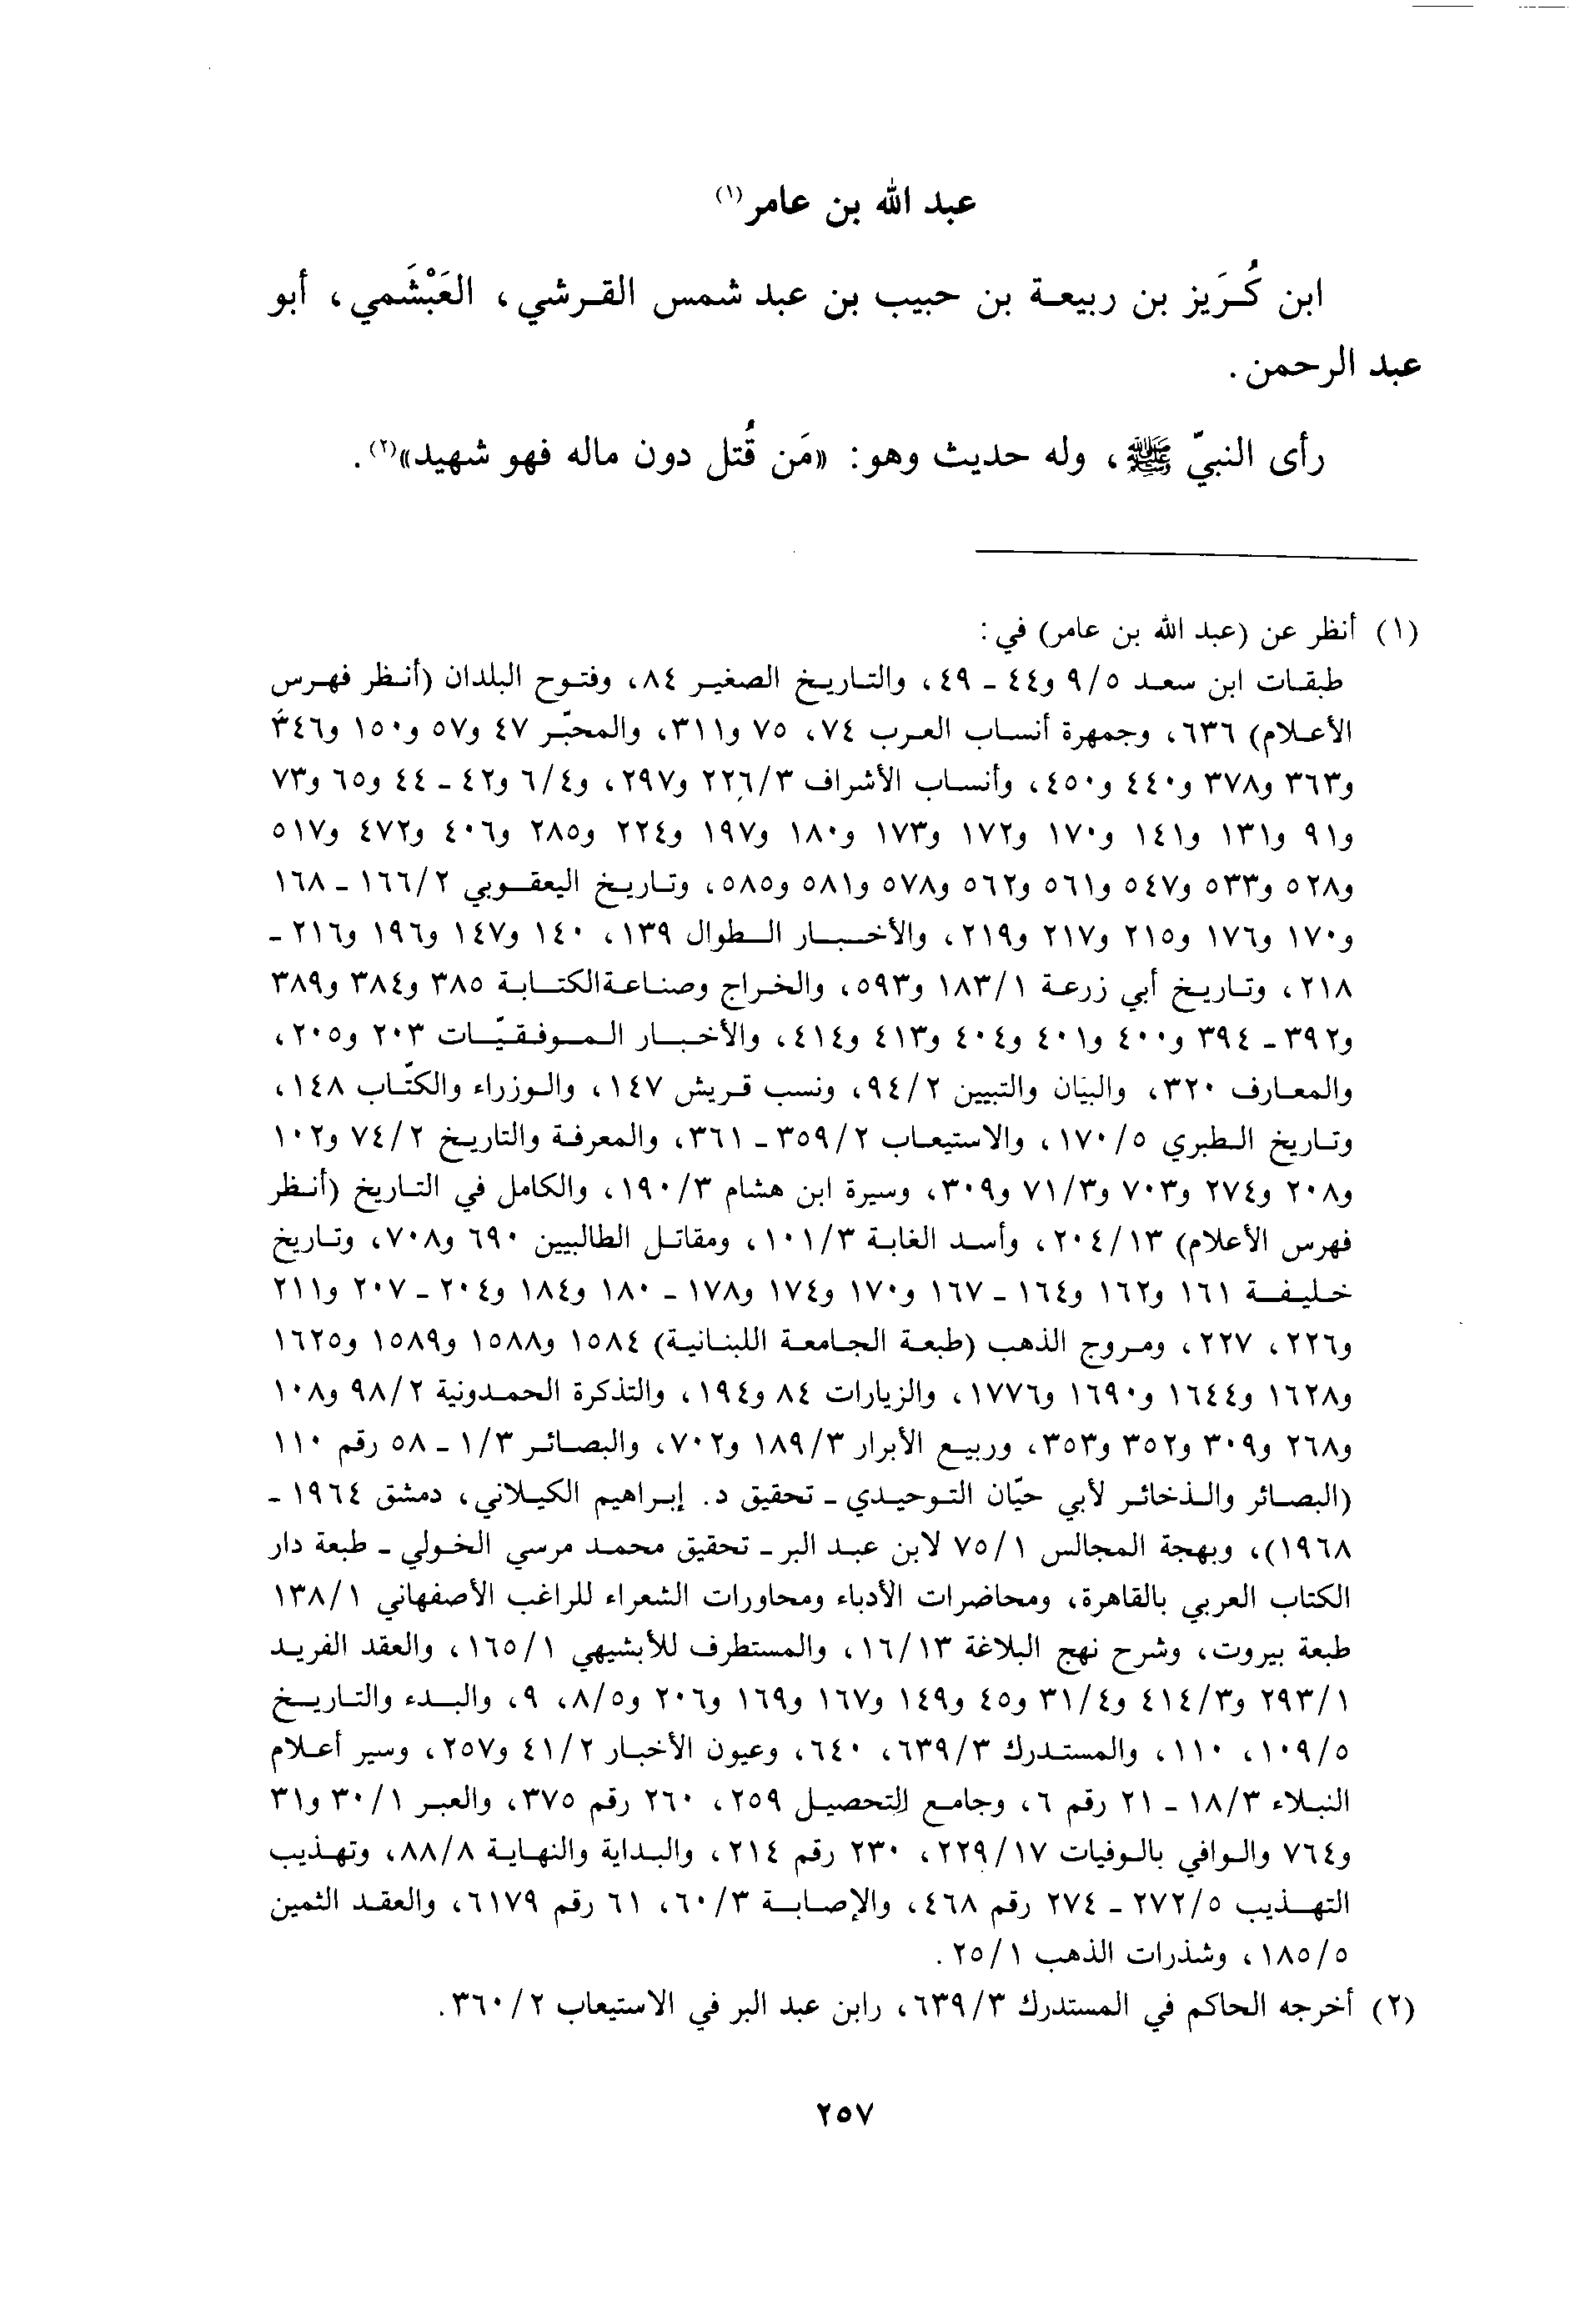 عبد الله بن عامر(١)
ابن كُرَيز بن ربيعة بن حبيب بن عبد شمس القرشي، العَبْشَمي، أبو
عبد الرحمن.
رأى النبيّ ﷺ، وله حديث وهو: «مَن قُتل دون ماله فهو شهيد»(٢).
(١) أنظر عن (عبد الله بن عامر) في:
طبقات ابن سعد ٩/٥ و٤٤ - ٤٩، والتاريخ الصغير ٨٤، وفتوح البلدان (أنظر فهرس
الأعلام) ٦٣٦، وجمهرة أنساب العرب ٧٤، ٧٥ و٣١١، والمحبّر ٤٧ و٥٧ و١٥٠ و٣٤٦
و٣٦٣ و٣٧٨ و٤٤٠ و٤٥٠، وأنساب الأشراف ٢٢٦/٣ و٢٩٧، و٦/٤ و٤٢ - ٤٤ و٦٥ و٧٣
و٩١ و١٣١ و١٤١ و١٧٠ و١٧٢ و١٧٣ و١٨٠ و١٩٧ و٢٢٤ و٢٨٥ و٤٠٦ و٤٧٢ و٥١٧
و٥٢٨ و٥٣٣ و٥٤٧ و٥٦١ و٥٦٢ و٥٧٨ و٥٨١ و٥٨٥، وتاريخ اليعقوبي ١٦٦/٢ - ١٦٨
و١٧٠ و١٧٦ و٢١٥ و٢١٧ و٢١٩، والأخبار الطوال ١٣٩، ١٤٠ و١٤٧ و١٩٦ و٢١٦ -
٢١٨، وتاريخ أبي زرعة ١٨٣/١ و٥٩٣، والخراج وصناعةالكتابة ٣٨٥ و٣٨٤ و٣٨٩
و٣٩٢ - ٣٩٤ و٤٠٠ و٤٠١ و٤٠٤ و٤١٣ و٤١٤، والأخبار الموفقيّات ٢٠٣ و٢٠٥،
والمعارف ٣٢٠، والبيان والتبيين ٩٤/٢، ونسب قريش ١٤٧، والوزراء والكتّاب ١٤٨،
وتاريخ الطبري ١٧٠/٥، والاستيعاب ٣٥٩/٢ - ٣٦١، والمعرفة والتاريخ ٧٤/٢ و١٠٢
و٢٠٨ و٢٧٤ و٧٠٣ و٧١/٣ و٣٠٩، وسيرة ابن هشام ١٩٠/٣، والكامل في التاريخ (أنظر
فهرس الأعلام) ٢٠٤/١٣، وأسد الغابة ١٠١/٣، ومقاتل الطالبيين ٦٩٠ و٧٠٨، وتاريخ
خليفة ١٦١ و١٦٢ و١٦٤ - ١٦٧ و١٧٠ و١٧٤ و١٧٨ - ١٨٠ و١٨٤ و٢٠٤ - ٢٠٧ و٢١١
و٢٢٦، ٢٢٧، ومروج الذهب (طبعة الجامعة اللبنانية) ١٥٨٤ و١٥٨٨ و١٥٨٩ و١٦٢٥
و١٦٢٨ و١٦٤٤ و١٦٩٠ و١٧٧٦، والزيارات ٨٤ و١٩٤، والتذكرة الحمدونية ٩٨/٢ و١٠٨
و٢٦٨ و٣٠٩ و٣٥٢ و٣٥٣، وربيع الأبرار ١٨٩/٣ و٧٠٢، والبصائر ١/٣ - ٥٨ رقم ١١٠
(البصائر والذخائر لأبي حيّان التوحيدي - تحقيق د. إبراهيم الكيلاني، دمشق ١٩٦٤ -
١٩٦٨)، وبهجة المجالس ٧٥/١ لابن عبد البر - تحقيق محمد مرسي الخولي - طبعة دار
الكتاب العربي بالقاهرة، ومحاضرات الأدباء ومحاورات الشعراء للراغب الأصفهاني ١٣٨/١
طبعة بيروت، وشرح نهج البلاغة ١٦/١٣، والمستطرف للأبشيهي ١٦٥/١، والعقد الفريد
٢٩٣/١ و٤١٤/٣ و٣١/٤ و٤٥ و١٤٩ و١٦٧ و١٦٩ و٢٠٦ و٨/٥، ٩، والبدء والتاريخ
١٠٩/٥، ١١٠، والمستدرك ٦٣٩/٣، ٦٤٠، وعيون الأخبار ٤١/٢ و٢٥٧، وسير أعلام
النبلاء ١٨/٣ - ٢١ رقم ٦، وجامع التحصيل ٢٥٩، ٢٦٠ رقم ٣٧٥، والعبر ٣٠/١ و٣١
و٧٦٤ والوافي بالوفيات ٢٢٩/١٧، ٢٣٠ رقم ٢١٤، والبداية والنهاية ٨٨/٨، وتهذيب
التهذيب ٢٧٢/٥ - ٢٧٤ رقم ٤٦٨، والإصابة ٦٠/٣، ٦١ رقم ٦١٧٩، والعقد الثمين
١٨٥/٥، وشذرات الذهب ٢٥/١.
(٢) أخرجه الحاكم في المستدرك ٦٣٩/٣، رابن عبد البر في الاستيعاب ٣٦٠/٢.
٢٥٧